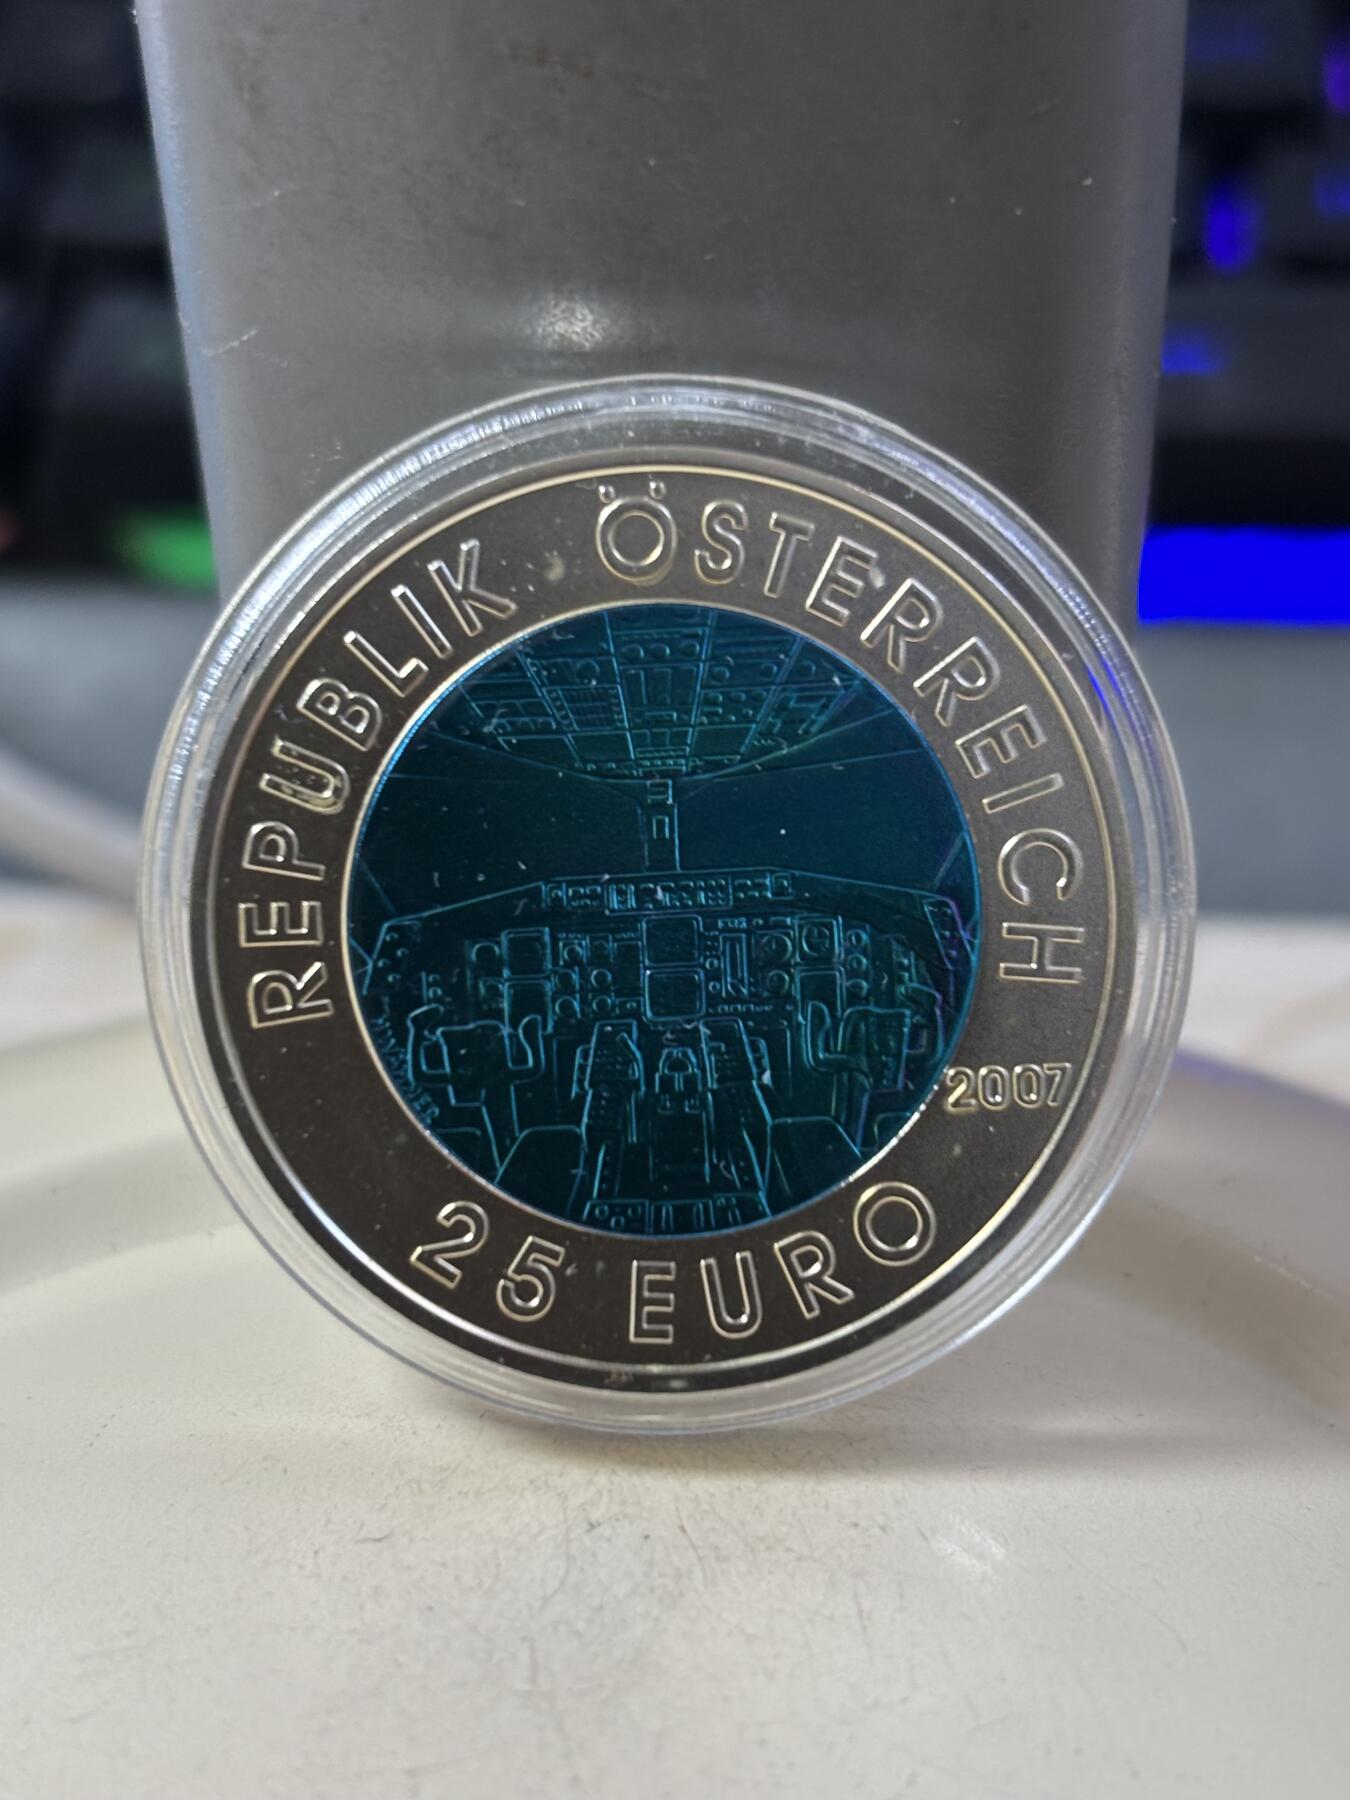 REPUBLIK ÖSTERREICH
2007
25 EURO